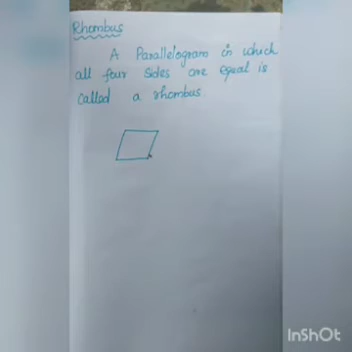 Rhombus
A Parallelogram in which
all four sides are equal is
called a rhombus.
InShOt